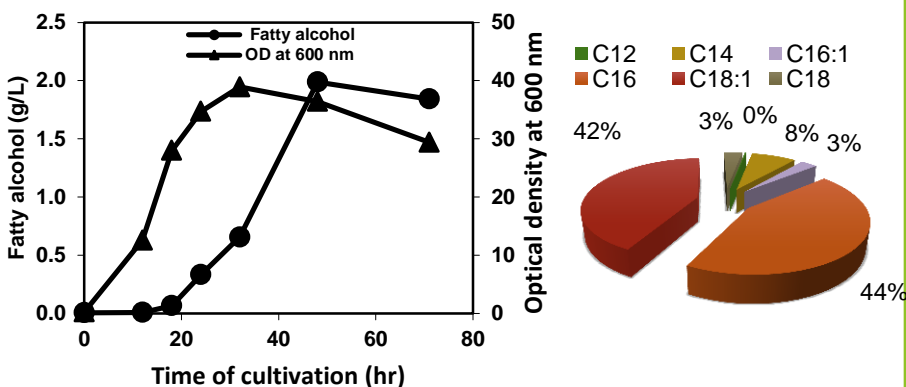 Fatty alcohol
OD at 600 nm
Fatty alcohol (g/L)
2.5
2.0
1.5
1.0
0.5
0.0
0 20 40 60 80
Time of cultivation (hr)
50
40
30
20
10
0
Optical density at 600 nm
C12 C14 C16:1
C16 C18:1 C18
42% 3% 0% 8% 3%
44%